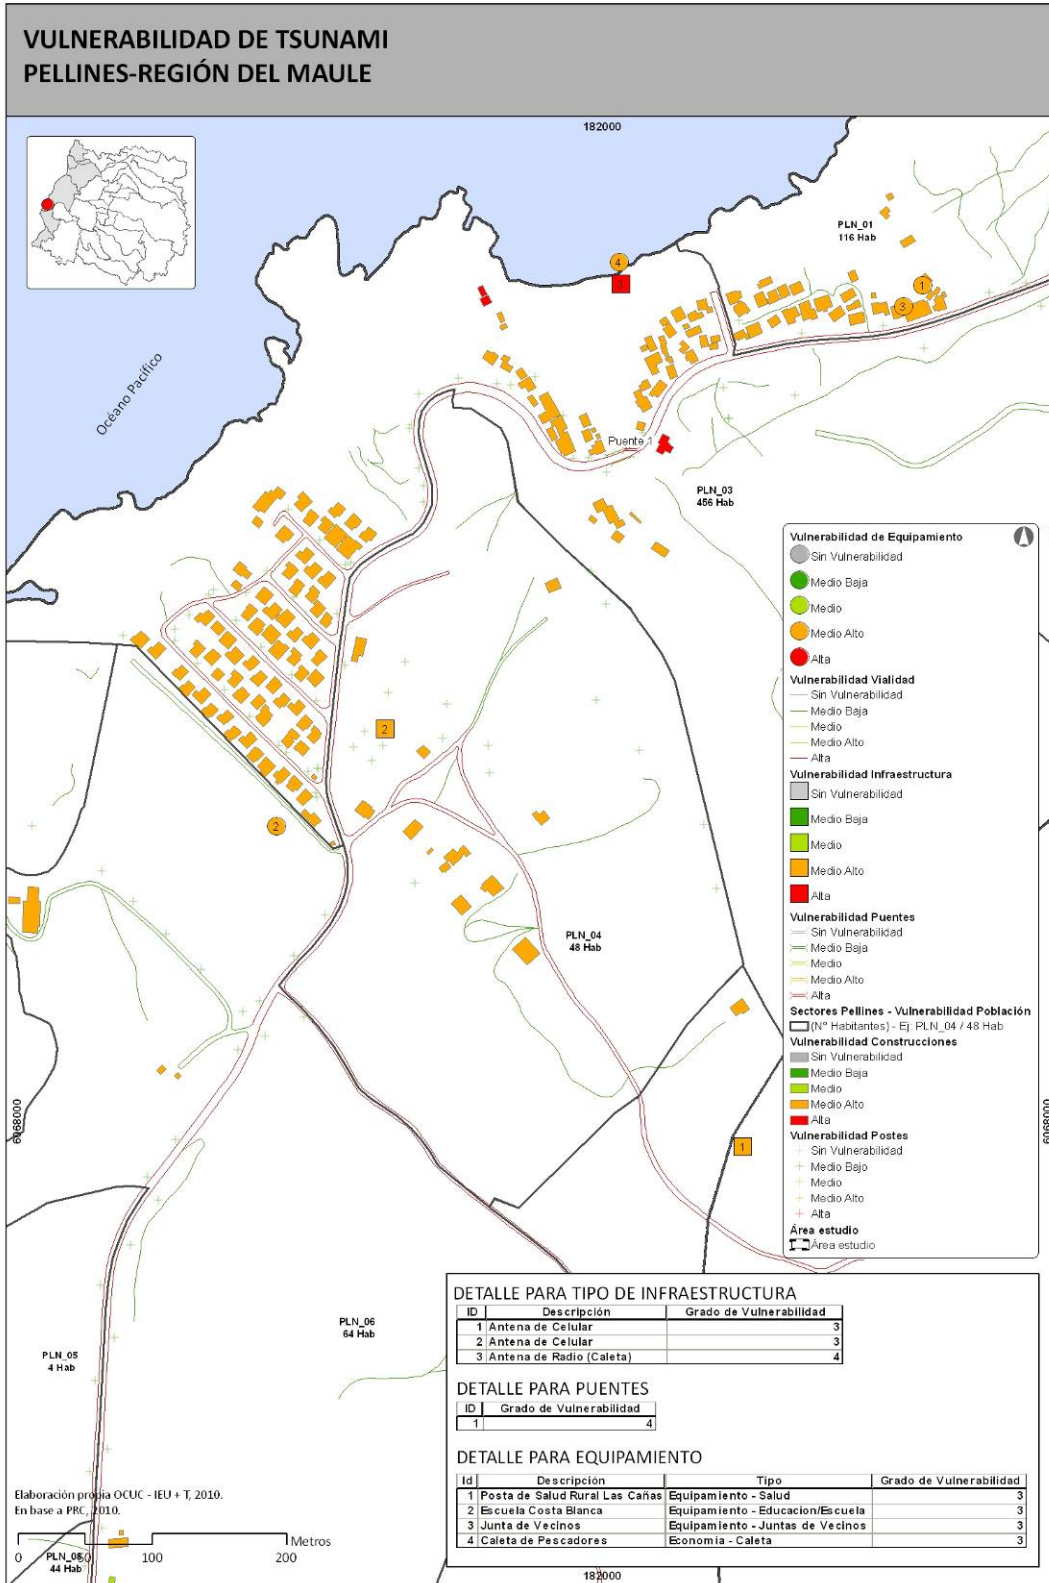 VULNERABILIDAD DE TSUNAMI
PELLINES-REGIÓN DEL MAULE
182000
PLN_01
116 Hab
4
3
1
3
Océano Pacífico
Puente 1
PLN_03
456 Hab
2
2
PLN_04
48 Hab
1
6068000
6068000
PLN_06
64 Hab
PLN_05
4 Hab
Vulnerabilidad de Equipamiento
Sin Vulnerabilidad
Medio Baja
Medio
Medio Alto
Alta
Vulnerabilidad Vialidad
Sin Vulnerabilidad
Medio Baja
Medio
Medio Alto
Alta
Vulnerabilidad Infraestructura
Sin Vulnerabilidad
Medio Baja
Medio
Medio Alto
Alta
Vulnerabilidad Puentes
Sin Vulnerabilidad
Medio Baja
Medio
Medio Alto
Alta
Sectores Pellines - Vulnerabilidad Población
(N° Habitantes) - Ej: PLN_04 / 48 Hab
Vulnerabilidad Construcciones
Sin Vulnerabilidad
Medio Baja
Medio
Medio Alto
Alta
Vulnerabilidad Postes
Sin Vulnerabilidad
Medio Bajo
Medio
Medio Alto
Alta
Área estudio
Área estudio
DETALLE PARA TIPO DE INFRAESTRUCTURA
ID Descripción Grado de Vulnerabilidad
1 Antena de Celular 3
2 Antena de Celular 3
3 Antena de Radio (Caleta) 4
DETALLE PARA PUENTES
ID Grado de Vulnerabilidad
1 4
DETALLE PARA EQUIPAMIENTO
Id Descripción Tipo Grado de Vulnerabilidad
1 Posta de Salud Rural Las Cañas Equipamiento - Salud 3
2 Escuela Costa Blanca Equipamiento - Educacion/Escuela 3
3 Junta de Vecinos Equipamiento - Juntas de Vecinos 3
4 Caleta de Pescadores Economia - Caleta 3
Elaboración propia OCUC - IEU + T, 2010.
En base a PRC, 2010.
Metros
0 50 100 200
PLN_08
44 Hab
182000